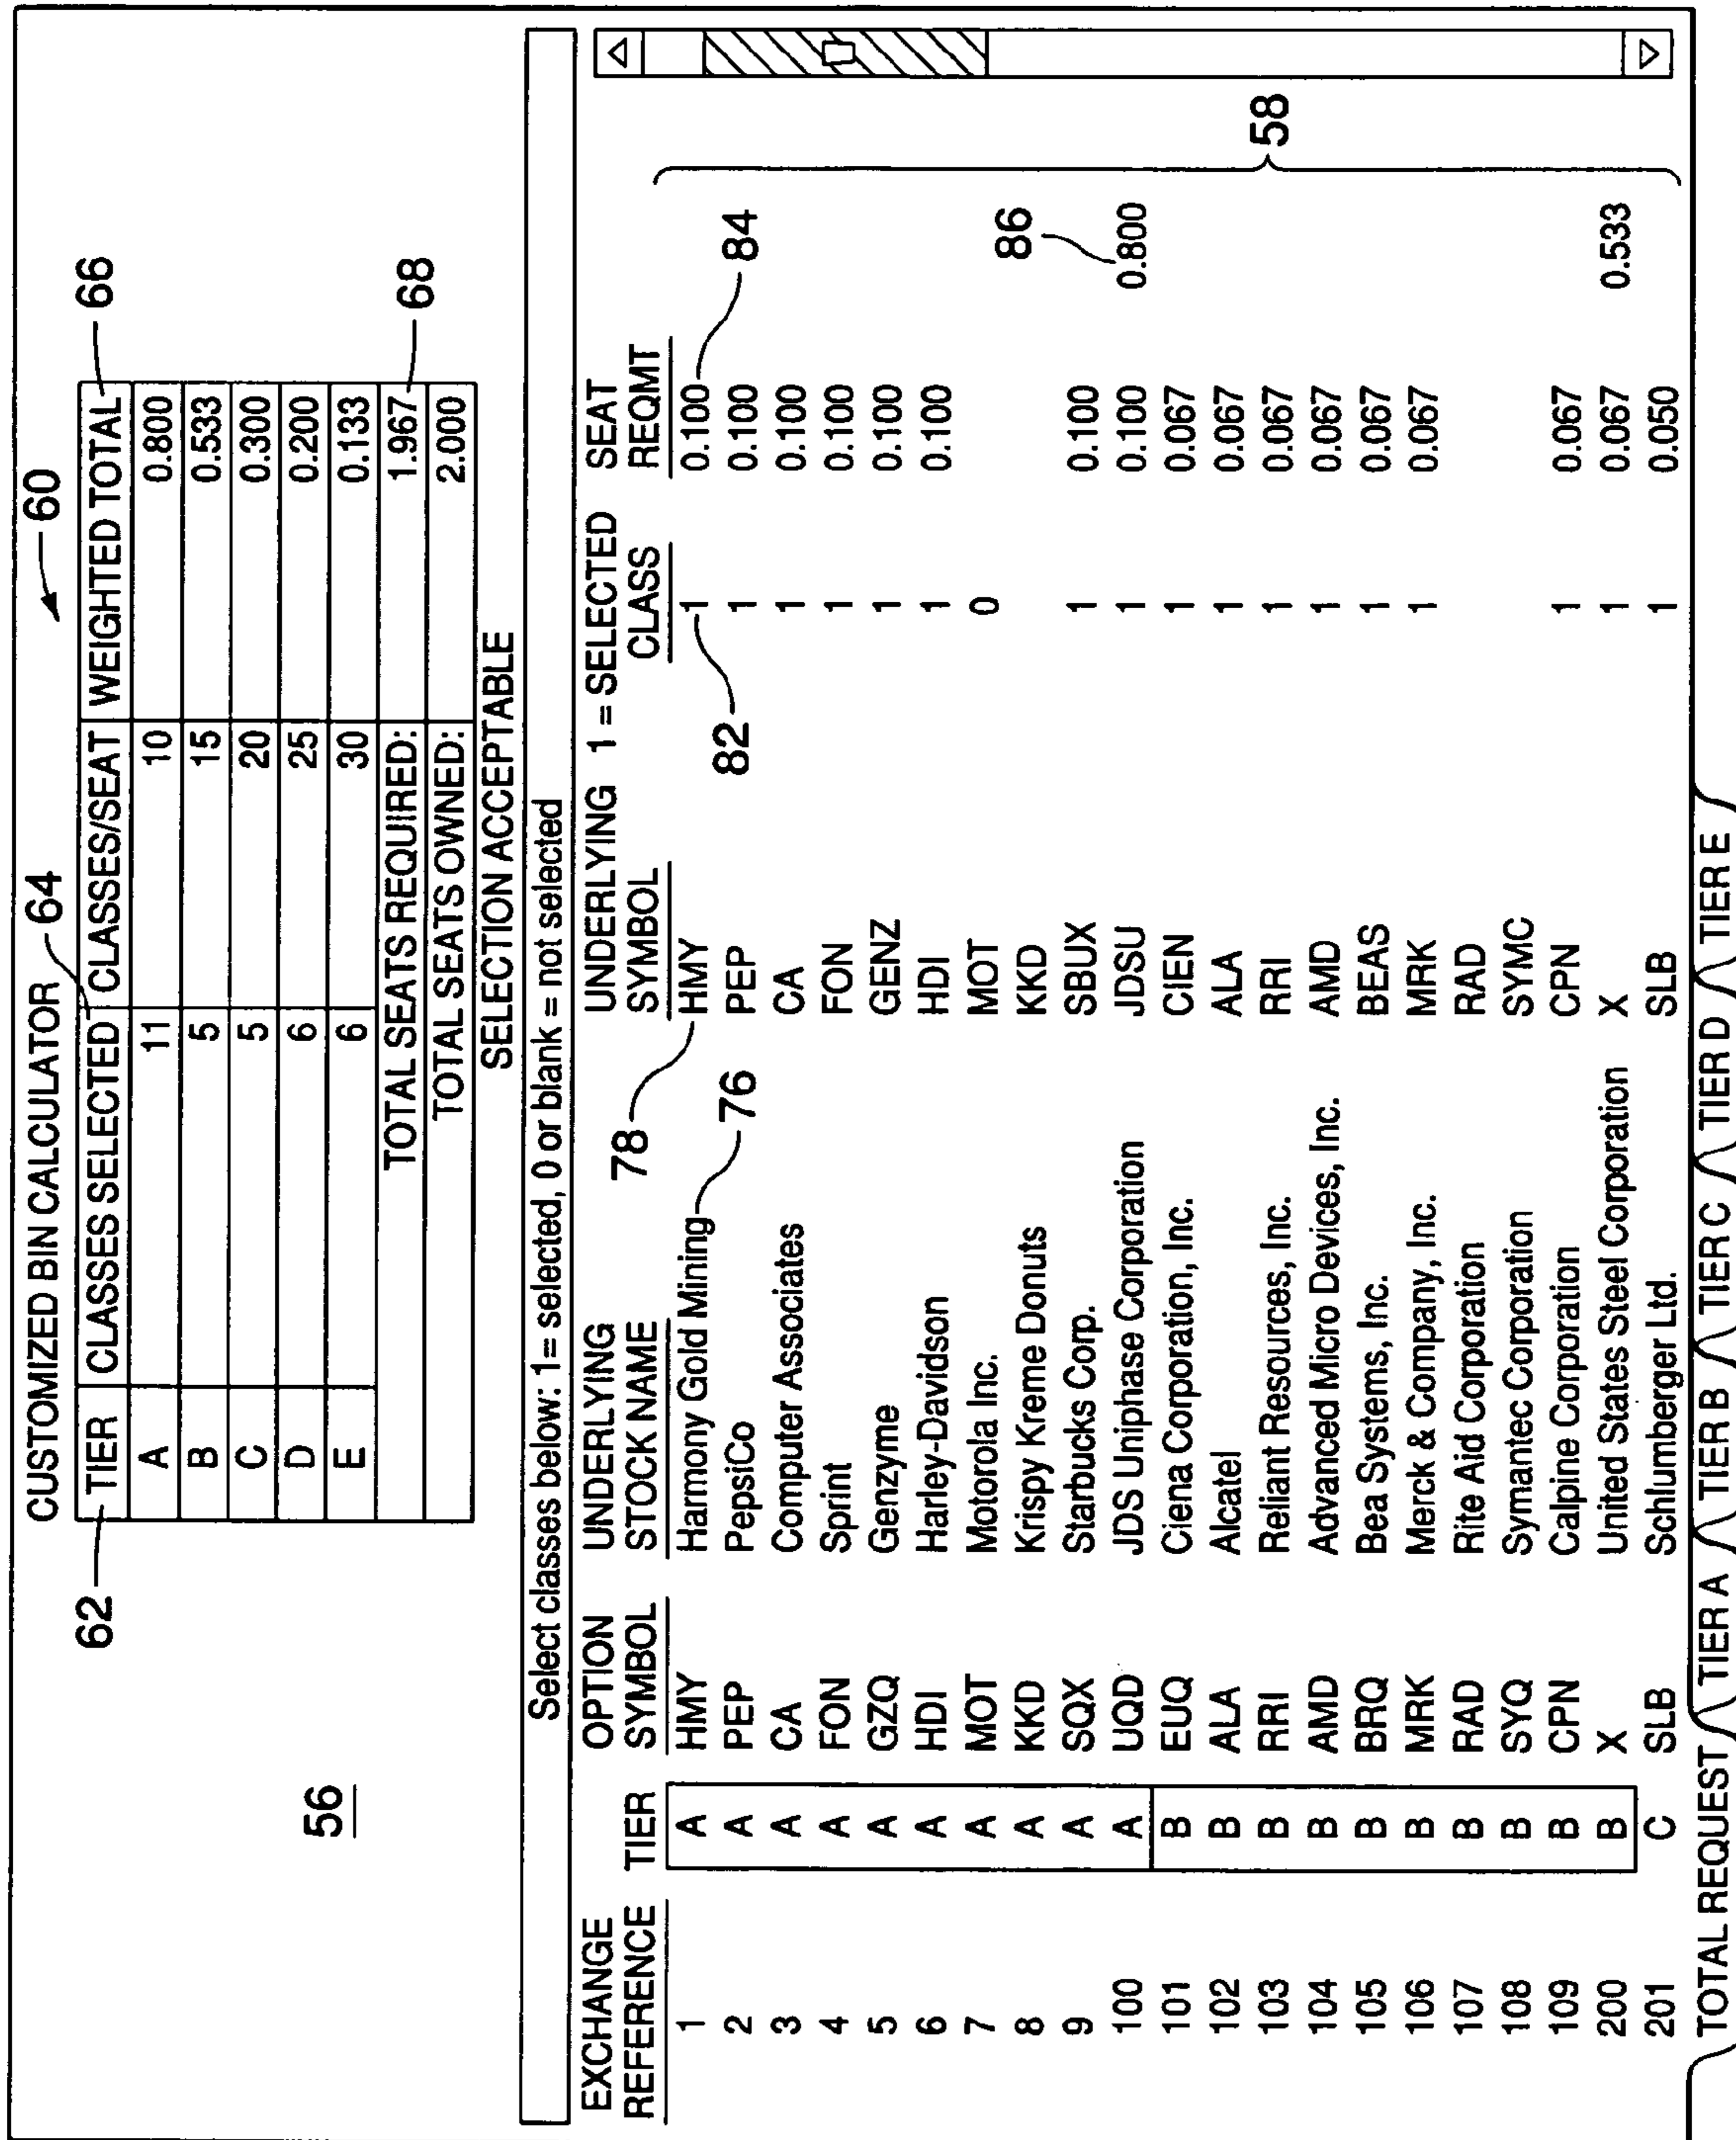 CUSTOMIZED BIN CALCULATOR
60
62
64
66
TIER CLASSES SELECTED CLASSES/SEAT WEIGHTED TOTAL
A 11 10 0.800
B 5 15 0.533
C 5 20 0.300
D 6 25 0.200
E 6 30 0.133
TOTAL SEATS REQUIRED: 1.967
68
TOTAL SEATS OWNED: 2.000
SELECTION ACCEPTABLE
56
Select classes below: 1= selected, 0 or blank = not selected
EXCHANGE OPTION UNDERLYING UNDERLYING 1 = SELECTED SEAT
REFERENCE TIER SYMBOL STOCK NAME SYMBOL CLASS REQMT
78
1 A HMY Harmony Gold Mining HMY 1 0.100
76
82
84
2 A PEP PepsiCo PEP 1 0.100
3 A CA Computer Associates CA 1 0.100
4 A FON Sprint FON 1 0.100
5 A GZQ Genzyme GENZ 1 0.100
6 A HDI Harley-Davidson HDI 1 0.100
7 A MOT Motorola Inc. MOT 0
8 A KKD Krispy Kreme Donuts KKD
86
9 A SQX Starbucks Corp. SBUX 1 0.100
100 A UQD JDS Uniphase Corporation JDSU 1 0.100 0.800
101 B EUQ Ciena Corporation, Inc. CIEN 1 0.067
102 B ALA Alcatel ALA 1 0.067
103 B RRI Reliant Resources, Inc. RRI 1 0.067
58
104 B AMD Advanced Micro Devices, Inc. AMD 1 0.067
105 B BRQ Bea Systems, Inc. BEAS 1 0.067
106 B MRK Merck & Company, Inc. MRK 1 0.067
107 B RAD Rite Aid Corporation RAD
108 B SYQ Symantec Corporation SYMC
109 B CPN Calpine Corporation CPN 1 0.067
200 B X United States Steel Corporation X 1 0.067 0.533
201 C SLB Schlumberger Ltd. SLB 1 0.050
TOTAL REQUEST TIER A TIER B TIER C TIER D TIER E